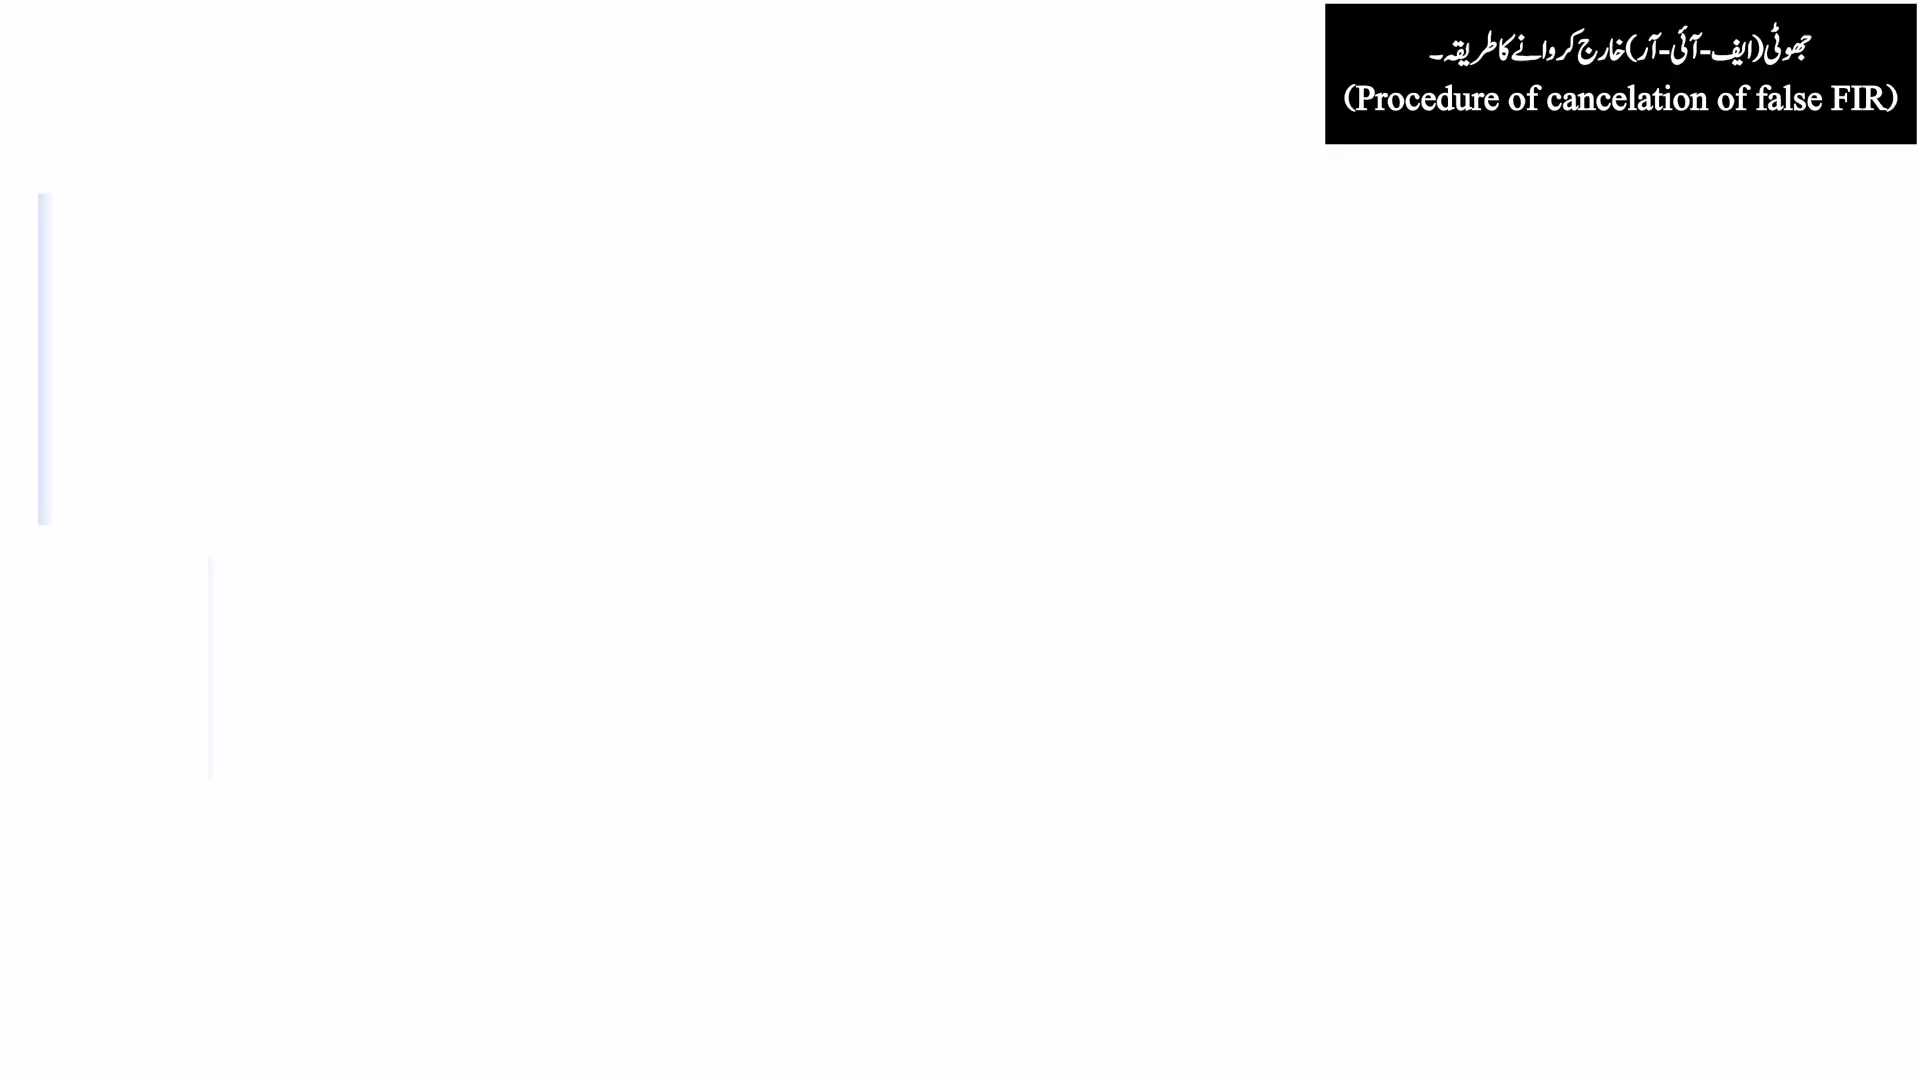 جھوٹی(ایف-آئی-آر)خارج کروانے کا طریقہ۔
(Procedure of cancelation of false FIR)